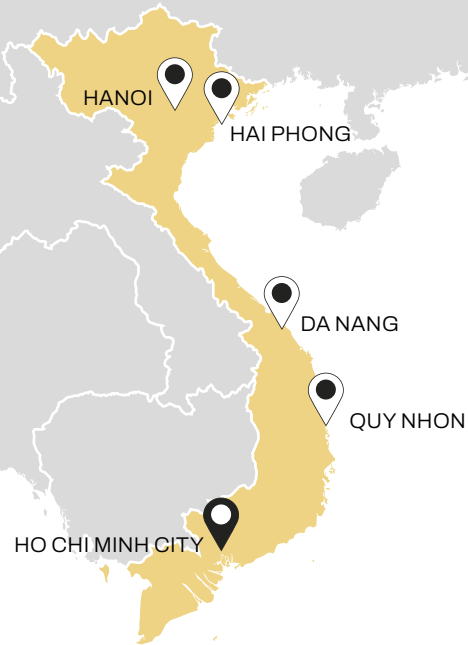 HANOI
HAI PHONG
DA NANG
QUY NHON
HO CHI MINH CITY